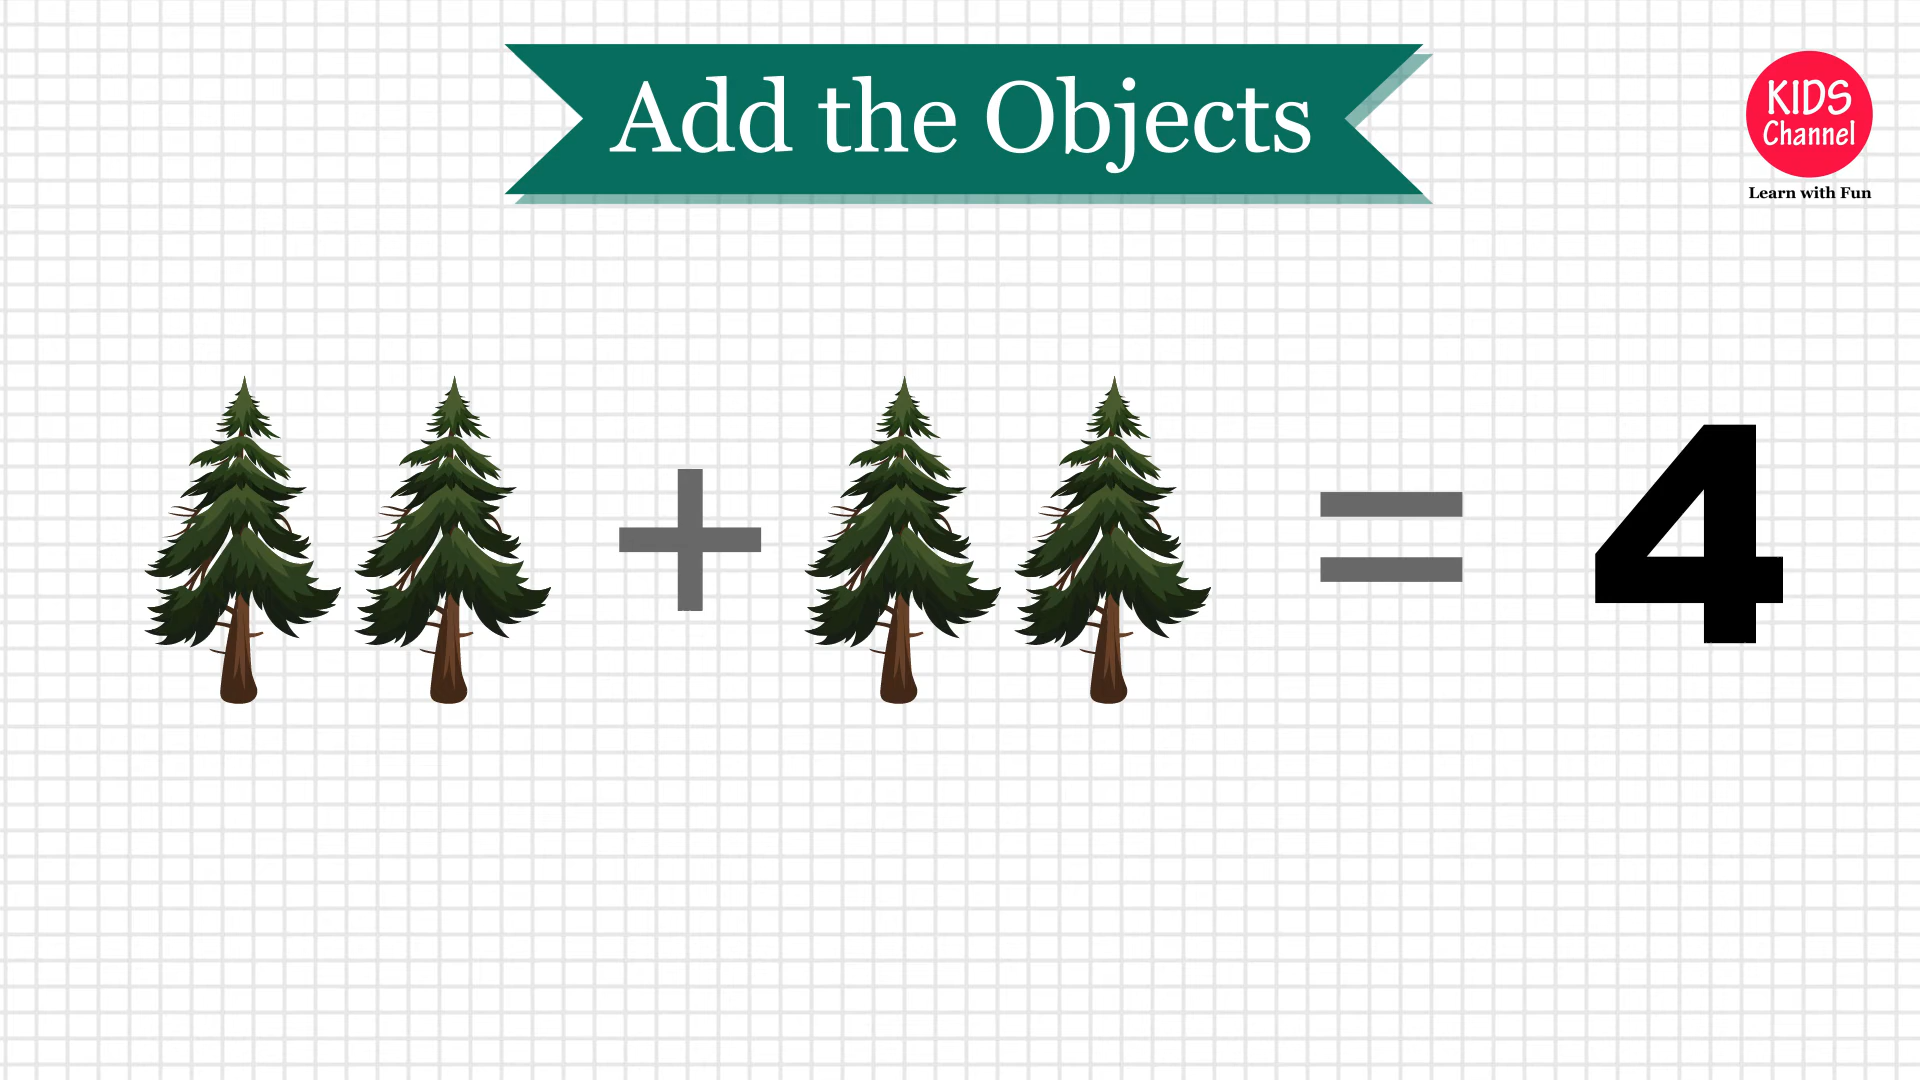 Add the Objects
KIDS
Channel
Learn with Fun
+ = 4